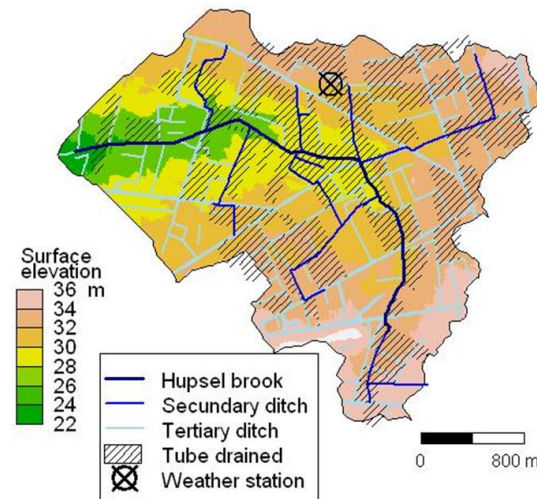 Surface
elevation
36 m
34
32
30
28
26
24
22
Hupsel brook
Secundary ditch
Tertiary ditch
Tube drained
Weather station
0 800 m